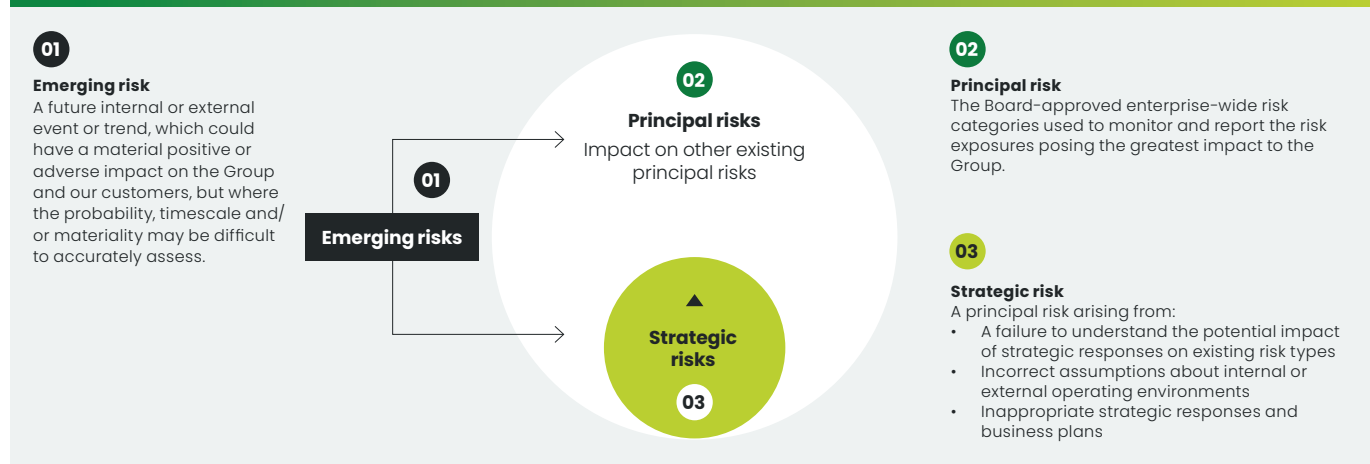 01
Emerging risk
A future internal or external
event or trend, which could
have a material positive or
adverse impact on the Group
and our customers, but where
the probability, timescale and/
or materiality may be difficult
to accurately assess.
01
Emerging risks
02
Principal risks
Impact on other existing
principal risks
Strategic
risks
03
02
Principal risk
The Board-approved enterprise-wide risk
categories used to monitor and report the risk
exposures posing the greatest impact to the
Group.
03
Strategic risk
A principal risk arising from:
• A failure to understand the potential impact
of strategic responses on existing risk types
• Incorrect assumptions about internal or
external operating environments
• Inappropriate strategic responses and
business plans